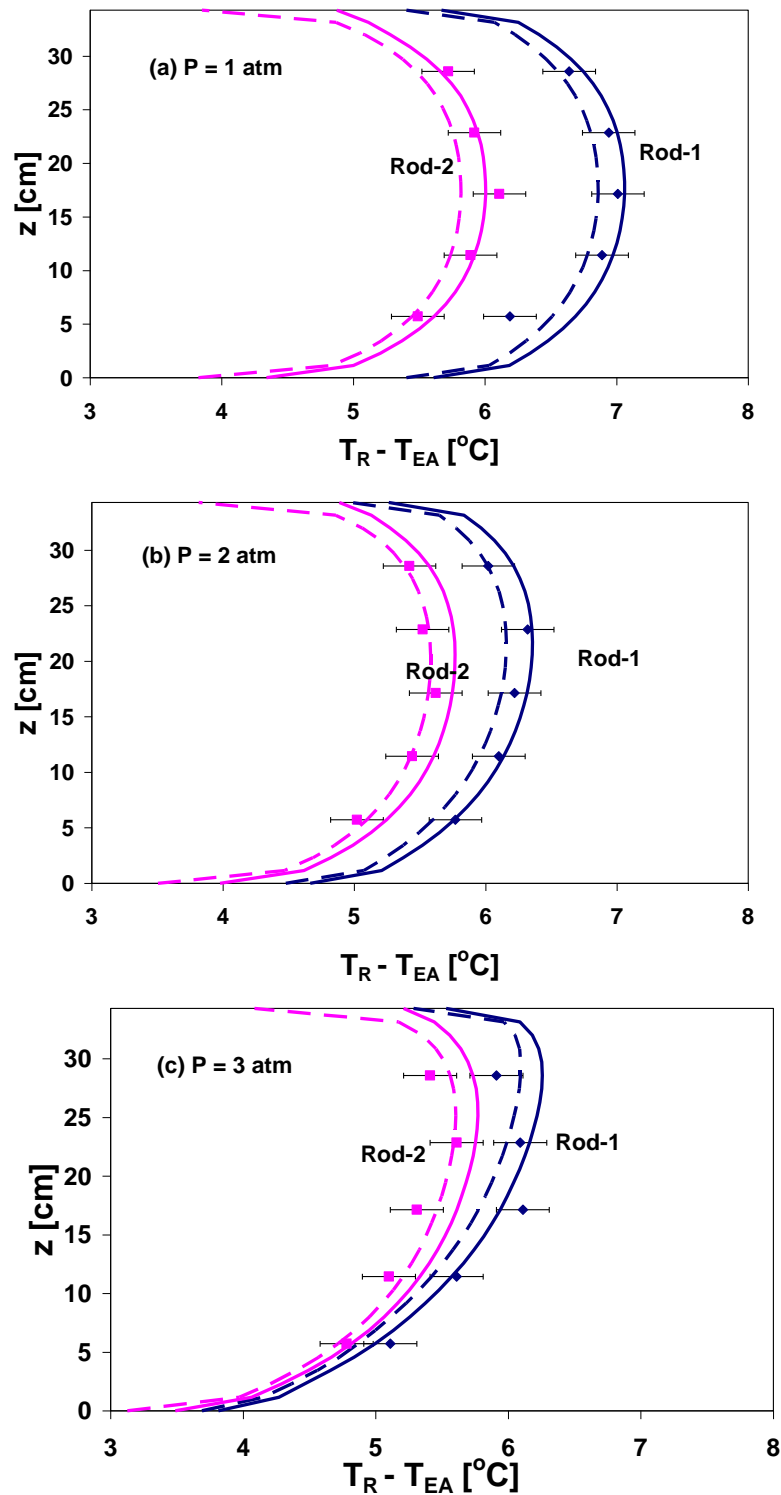 (a) P = 1 atm
z [cm]
30
25
20
15
10
5
0
Rod-2
Rod-1
3 4 5 6 7 8
T_R - T_EA [°C]
(b) P = 2 atm
z [cm]
30
25
20
15
10
5
0
Rod-2
Rod-1
3 4 5 6 7 8
T_R - T_EA [°C]
(c) P = 3 atm
z [cm]
30
25
20
15
10
5
0
Rod-2
Rod-1
3 4 5 6 7 8
T_R - T_EA [°C]